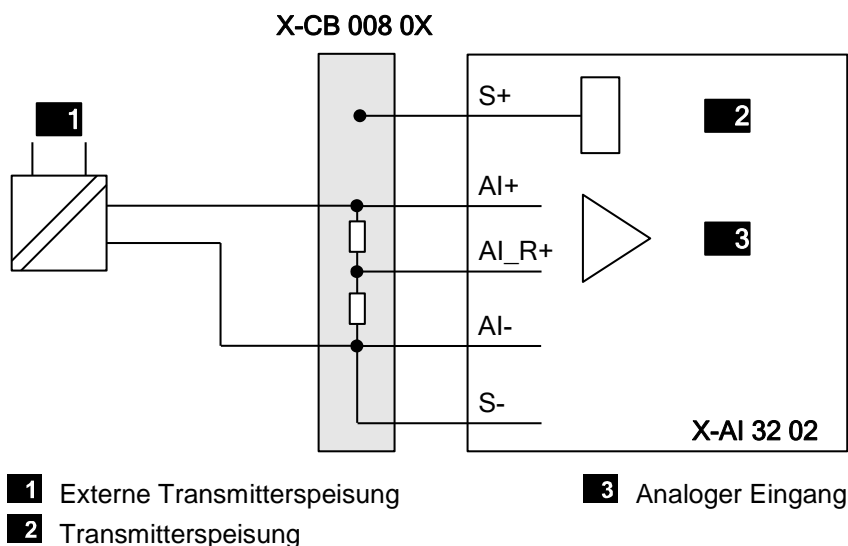 X-CB 008 0X
S+
1
2
AI+
AI_R+
3
AI-
S-
X-AI 32 02
1 Externe Transmitterspeisung
3 Analoger Eingang
2 Transmitterspeisung